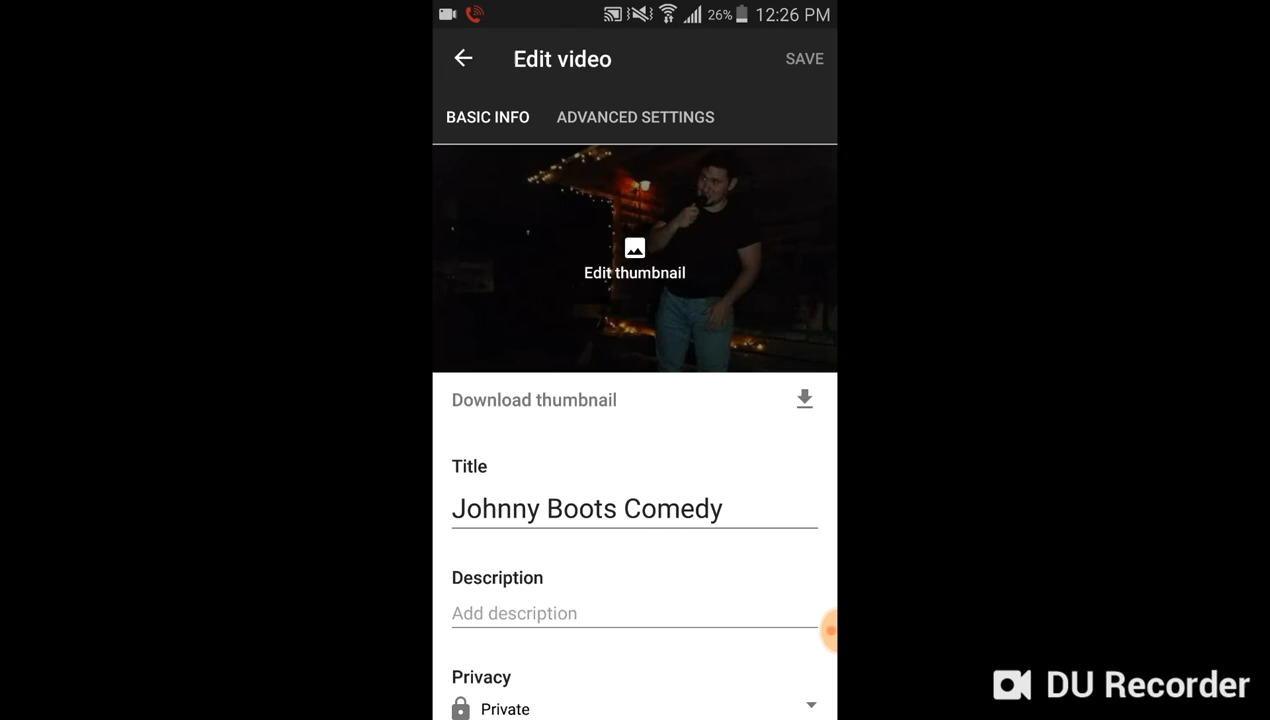 26% 12:26 PM
Edit video SAVE
BASIC INFO ADVANCED SETTINGS
Edit thumbnail
Download thumbnail
Title
Johnny Boots Comedy
Description
Add description
Privacy
Private
DU Recorder